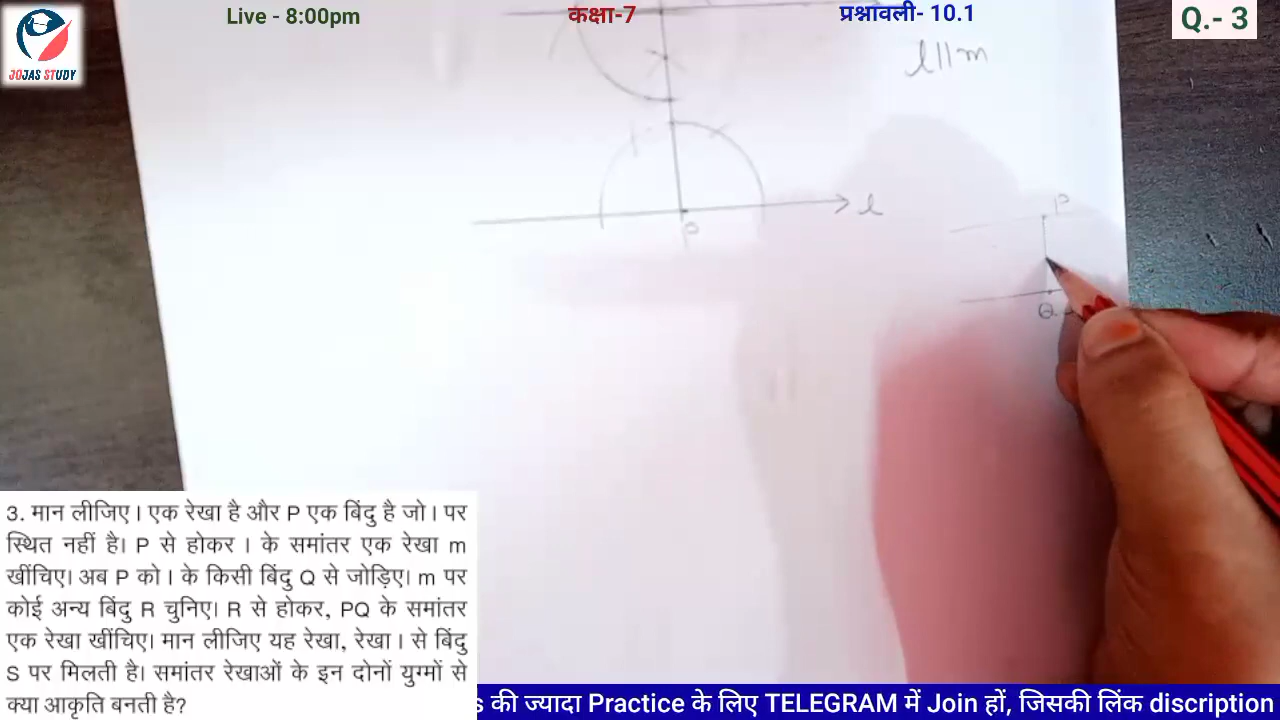 Live - 8:00pm
कक्षा-7
प्रश्नावली- 10.1
Q.- 3
JOJAS STUDY
l||m
l
P
P
Q
3. मान लीजिए l एक रेखा है और P एक बिंदु है जो l पर
स्थित नहीं है। P से होकर l के समांतर एक रेखा m
खींचिए। अब P को l के किसी बिंदु Q से जोड़िए। m पर
कोई अन्य बिंदु R चुनिए। R से होकर, PQ के समांतर
एक रेखा खींचिए। मान लीजिए यह रेखा, रेखा l से बिंदु
S पर मिलती है। समांतर रेखाओं के इन दोनों युग्मों से
क्या आकृति बनती है?
की ज्यादा Practice के लिए TELEGRAM में Join हों, जिसकी लिंक discription